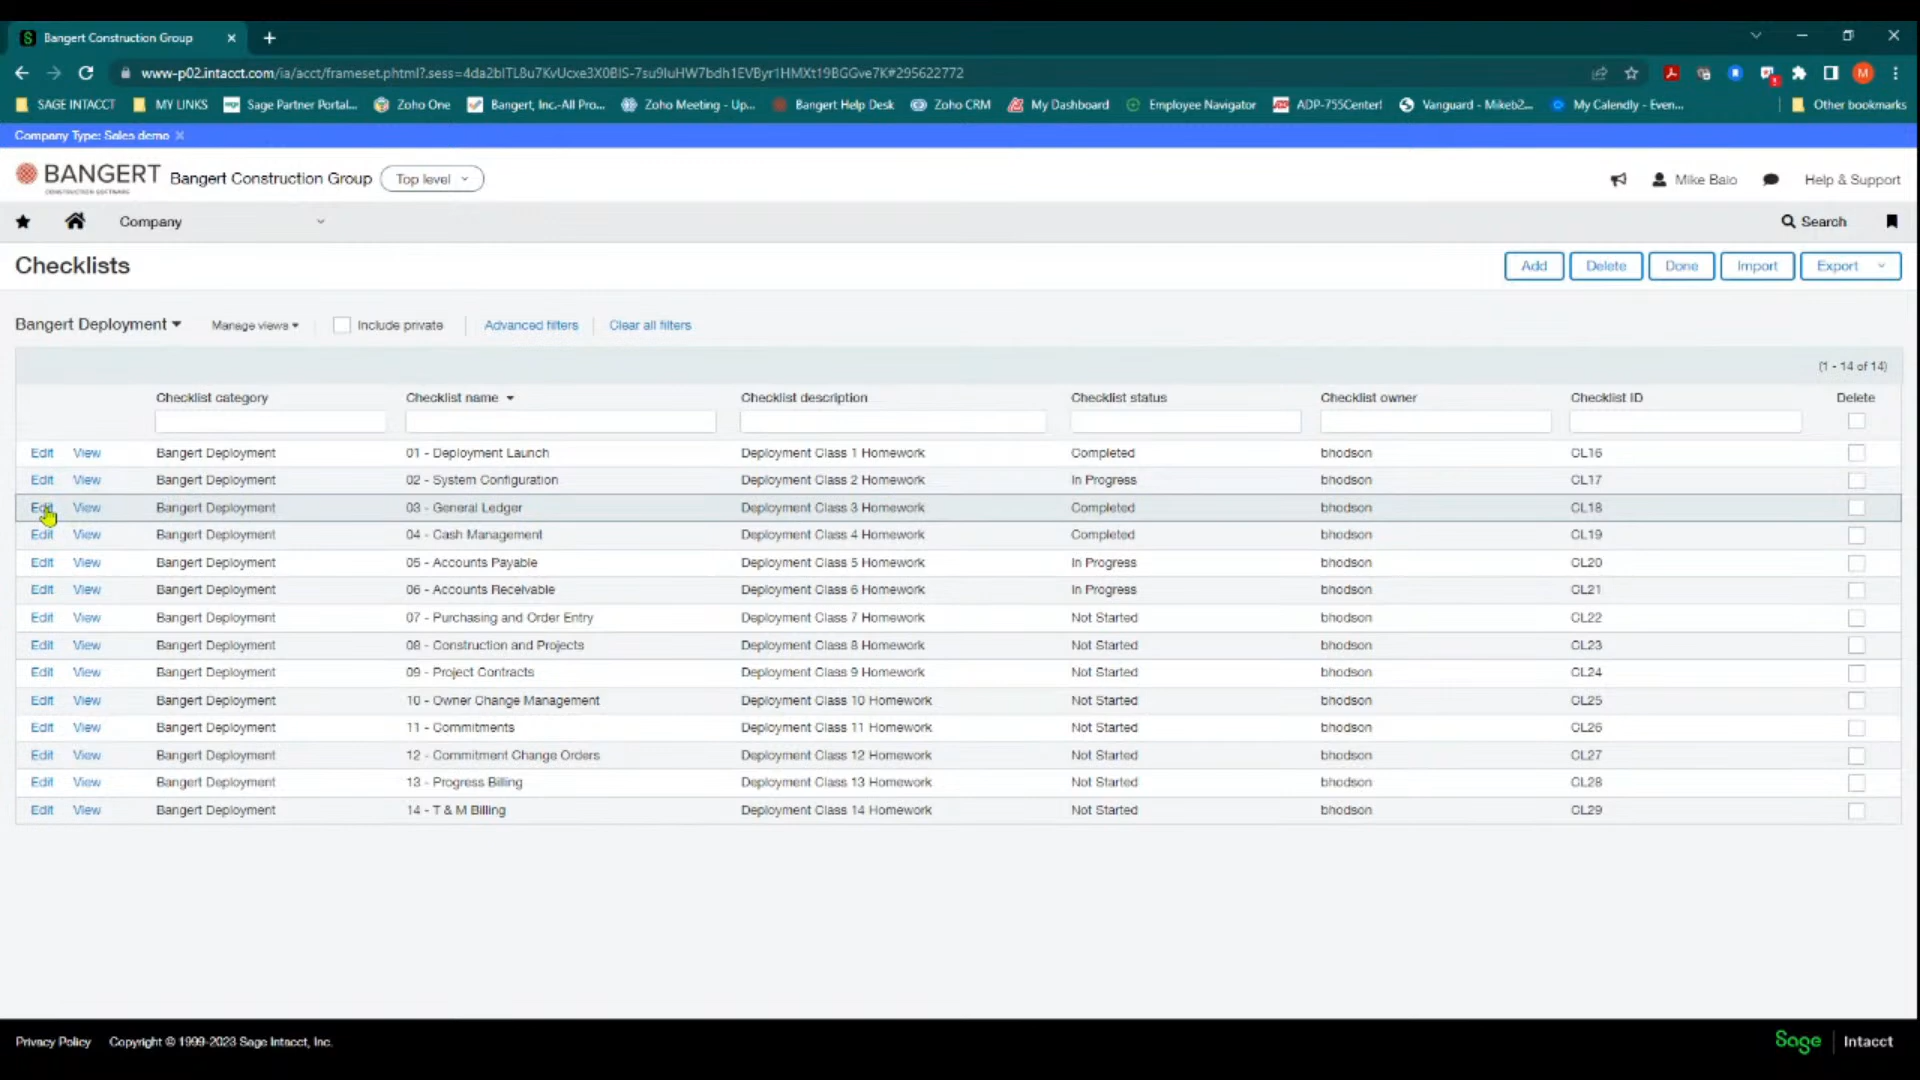 Bangert Construction Group
www-p02.intacct.com/ia/acct/frameset.phtml?.sess=4da2bITL8u7KvUcxe3X0BIS-7su9IuHW7bdh1EVByr1HMXt19BGGve7K#295622772
M
SAGE INTACCT MY LINKS Sage Partner Portal... Zoho One Bangert, Inc.-All Pro... Zoho Meeting - Up... Bangert Help Desk Zoho CRM My Dashboard Employee Navigator ADP-755Center! Vanguard - Mikeb2... My Calendly - Even... Other bookmarks
Company Type: Sales demo
BANGERT Bangert Construction Group Top level Mike Balo Help & Support
CONSTRUCTION SOFTWARE
Company Search
Checklists Add Delete Done Import Export
Bangert Deployment Manage views Include private Advanced filters Clear all filters
(1 - 14 of 14)
Checklist category Checklist name Checklist description Checklist status Checklist owner Checklist ID Delete
Edit View Bangert Deployment 01 - Deployment Launch Deployment Class 1 Homework Completed bhodson CL16
Edit View Bangert Deployment 02 - System Configuration Deployment Class 2 Homework In Progress bhodson CL17
Edit View Bangert Deployment 03 - General Ledger Deployment Class 3 Homework Completed bhodson CL18
Edit View Bangert Deployment 04 - Cash Management Deployment Class 4 Homework Completed bhodson CL19
Edit View Bangert Deployment 05 - Accounts Payable Deployment Class 5 Homework In Progress bhodson CL20
Edit View Bangert Deployment 06 - Accounts Receivable Deployment Class 6 Homework In Progress bhodson CL21
Edit View Bangert Deployment 07 - Purchasing and Order Entry Deployment Class 7 Homework Not Started bhodson CL22
Edit View Bangert Deployment 08 - Construction and Projects Deployment Class 8 Homework Not Started bhodson CL23
Edit View Bangert Deployment 09 - Project Contracts Deployment Class 9 Homework Not Started bhodson CL24
Edit View Bangert Deployment 10 - Owner Change Management Deployment Class 10 Homework Not Started bhodson CL25
Edit View Bangert Deployment 11 - Commitments Deployment Class 11 Homework Not Started bhodson CL26
Edit View Bangert Deployment 12 - Commitment Change Orders Deployment Class 12 Homework Not Started bhodson CL27
Edit View Bangert Deployment 13 - Progress Billing Deployment Class 13 Homework Not Started bhodson CL28
Edit View Bangert Deployment 14 - T & M Billing Deployment Class 14 Homework Not Started bhodson CL29
Privacy Policy Copyright © 1999-2023 Sage Intacct, Inc. Sage Intacct